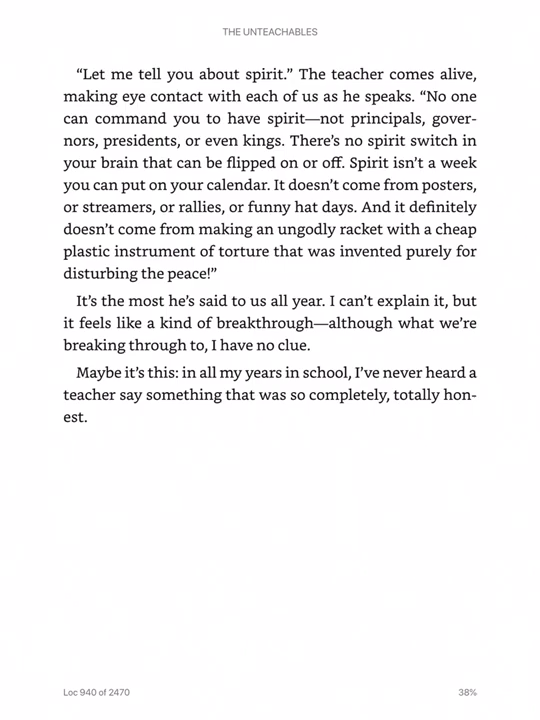 THE UNTEACHABLES
“Let me tell you about spirit.” The teacher comes alive,
making eye contact with each of us as he speaks. “No one
can command you to have spirit—not principals, gover-
nors, presidents, or even kings. There’s no spirit switch in
your brain that can be flipped on or off. Spirit isn’t a week
you can put on your calendar. It doesn’t come from posters,
or streamers, or rallies, or funny hat days. And it definitely
doesn’t come from making an ungodly racket with a cheap
plastic instrument of torture that was invented purely for
disturbing the peace!”
It’s the most he’s said to us all year. I can’t explain it, but
it feels like a kind of breakthrough—although what we’re
breaking through to, I have no clue.
Maybe it’s this: in all my years in school, I’ve never heard a
teacher say something that was so completely, totally hon-
est.
Loc 940 of 2470
38%